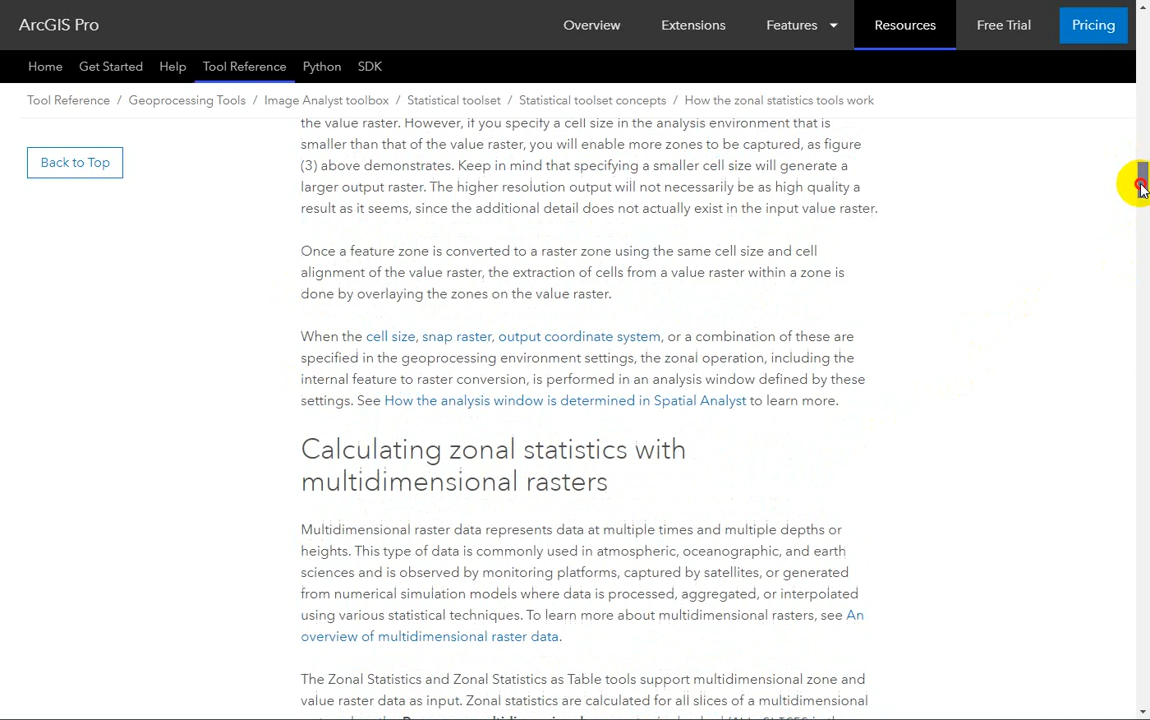 ArcGIS Pro
Overview Extensions Features Resources Free Trial Pricing
Home Get Started Help Tool Reference Python SDK
Tool Reference / Geoprocessing Tools / Image Analyst toolbox / Statistical toolset / Statistical toolset concepts / How the zonal statistics tools work
Back to Top
the value raster. However, if you specify a cell size in the analysis environment that is
smaller than that of the value raster, you will enable more zones to be captured, as figure
(3) above demonstrates. Keep in mind that specifying a smaller cell size will generate a
larger output raster. The higher resolution output will not necessarily be as high quality a
result as it seems, since the additional detail does not actually exist in the input value raster.
Once a feature zone is converted to a raster zone using the same cell size and cell
alignment of the value raster, the extraction of cells from a value raster within a zone is
done by overlaying the zones on the value raster.
When the cell size, snap raster, output coordinate system, or a combination of these are
specified in the geoprocessing environment settings, the zonal operation, including the
internal feature to raster conversion, is performed in an analysis window defined by these
settings. See How the analysis window is determined in Spatial Analyst to learn more.
Calculating zonal statistics with
multidimensional rasters
Multidimensional raster data represents data at multiple times and multiple depths or
heights. This type of data is commonly used in atmospheric, oceanographic, and earth
sciences and is observed by monitoring platforms, captured by satellites, or generated
from numerical simulation models where data is processed, aggregated, or interpolated
using various statistical techniques. To learn more about multidimensional rasters, see An
overview of multidimensional raster data.
The Zonal Statistics and Zonal Statistics as Table tools support multidimensional zone and
value raster data as input. Zonal statistics are calculated for all slices of a multidimensional